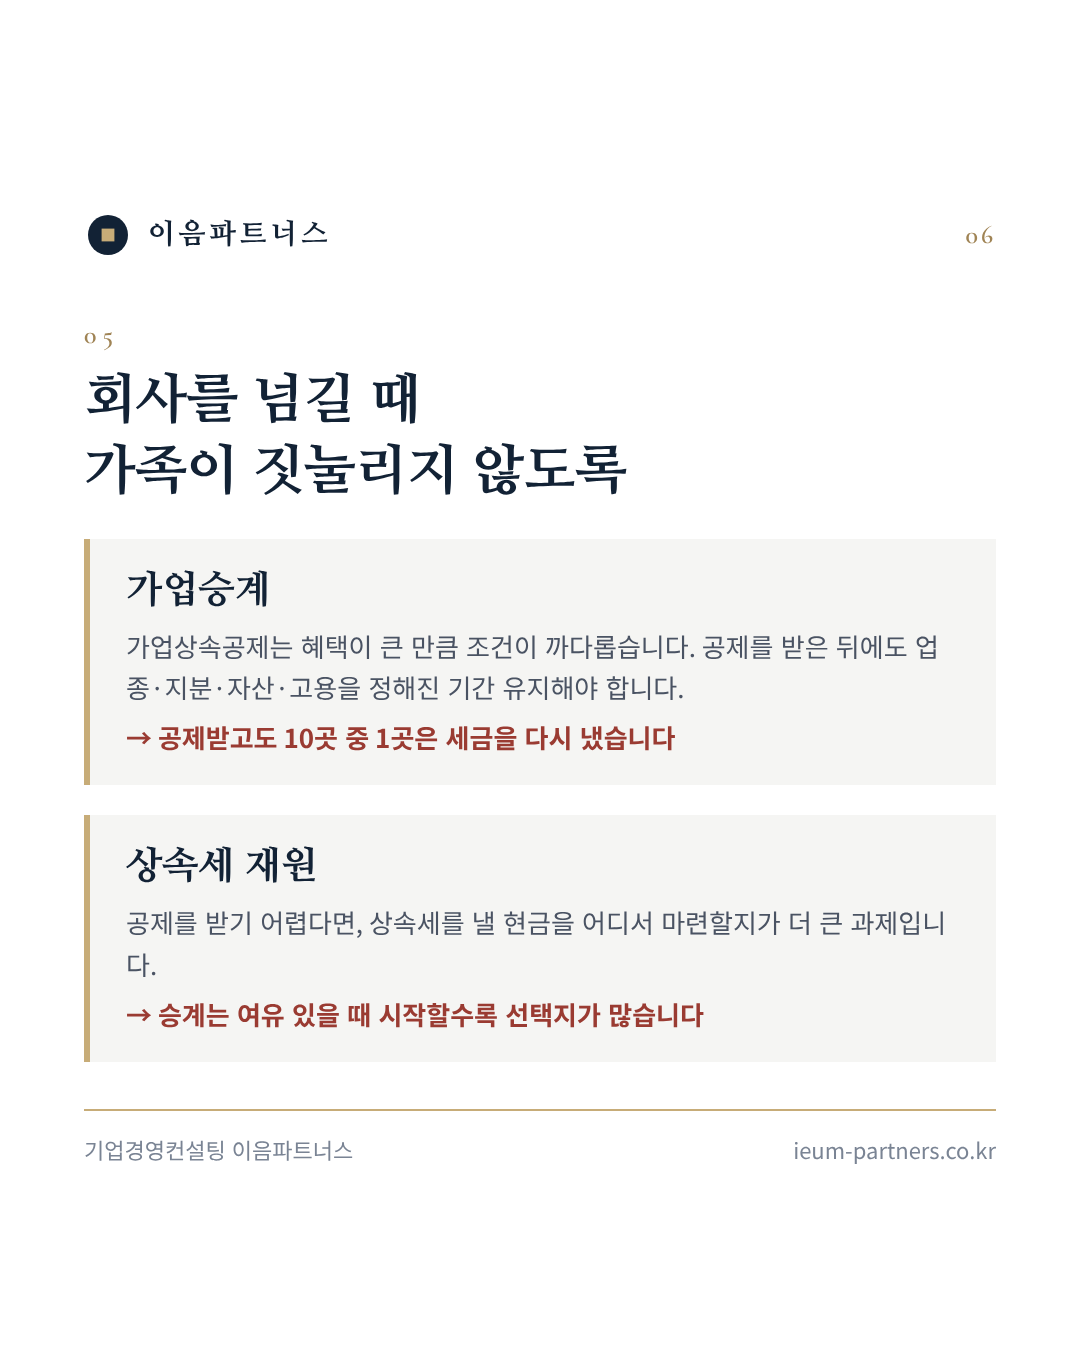 이음파트너스
06
05
회사를 넘길 때
가족이 짓눌리지 않도록
가업승계
가업상속공제는 혜택이 큰 만큼 조건이 까다롭습니다. 공제를 받은 뒤에도 업
종·지분·자산·고용을 정해진 기간 유지해야 합니다.
→ 공제받고도 10곳 중 1곳은 세금을 다시 냈습니다
상속세 재원
공제를 받기 어렵다면, 상속세를 낼 현금을 어디서 마련할지가 더 큰 과제입니
다.
→ 승계는 여유 있을 때 시작할수록 선택지가 많습니다
기업경영컨설팅 이음파트너스
ieum-partners.co.kr